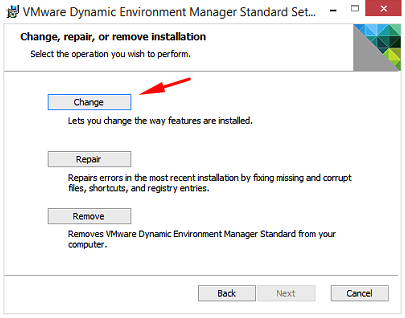 VMware Dynamic Environment Manager Standard Set...
Change, repair, or remove installation
Select the operation you wish to perform.
Change
Lets you change the way features are installed.
Repair
Repairs errors in the most recent installation by fixing missing and corrupt
files, shortcuts, and registry entries.
Remove
Removes VMware Dynamic Environment Manager Standard from your
computer.
Back
Next
Cancel